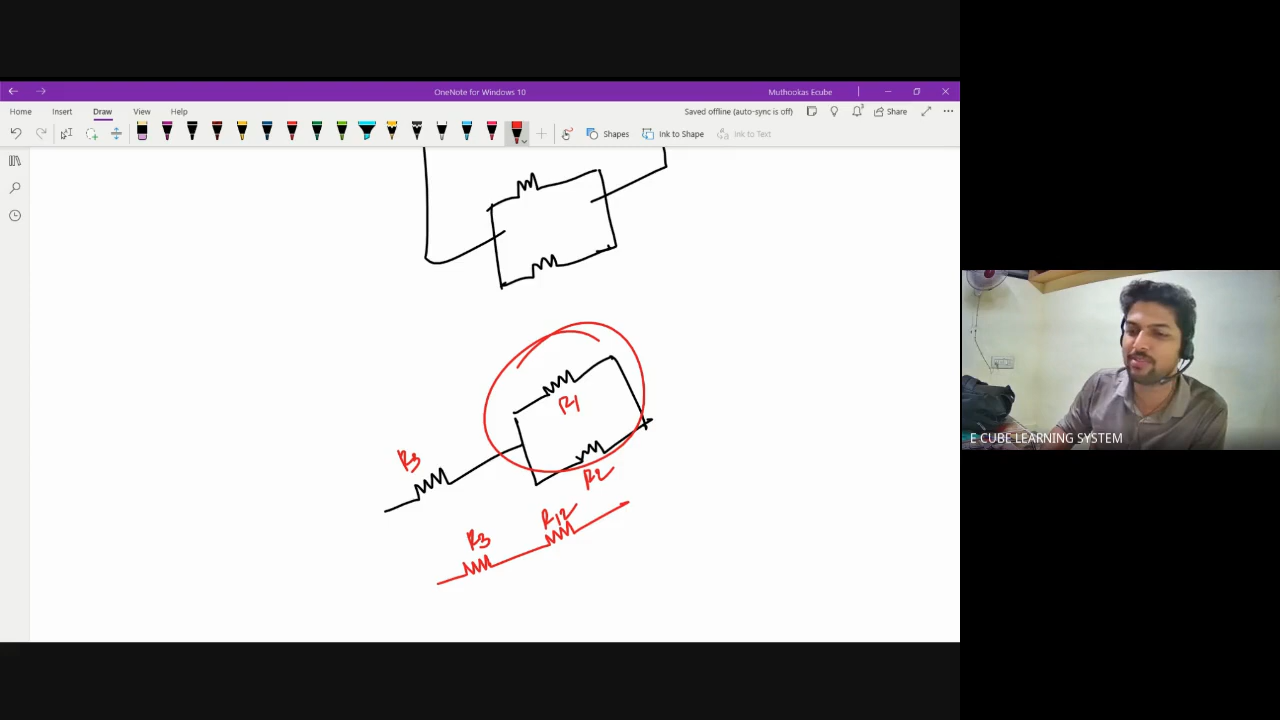 OneNote for Windows 10
Muthookas Ecube
Home Insert Draw View Help
Saved offline (auto-sync is off)
3
Share
Shapes
Ink to Shape
Ink to Text
R1
R3
R2
R12
R3
E CUBE LEARNING SYSTEM